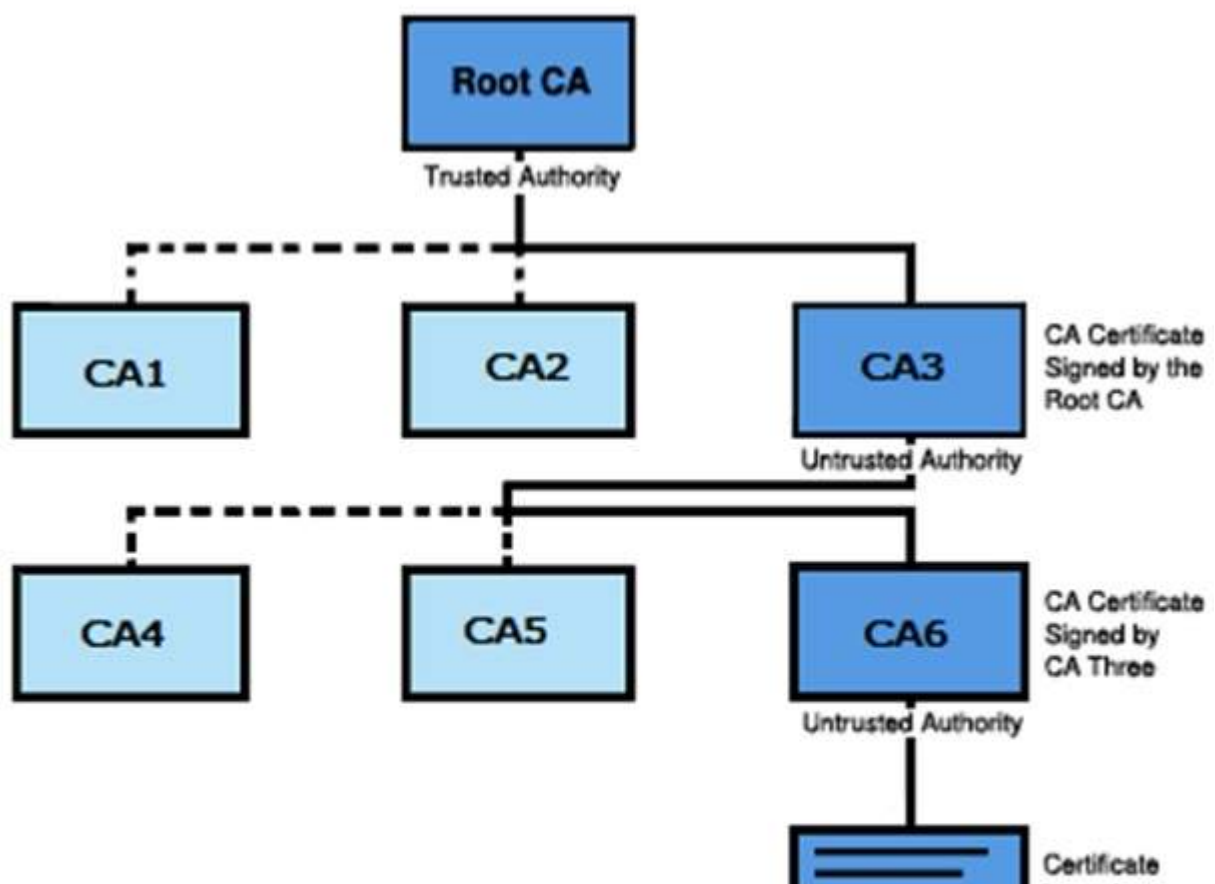 Root CA
Trusted Authority
CA1
CA2
CA3
CA Certificate
Signed by the
Root CA
Untrusted Authority
CA4
CA5
CA6
CA Certificate
Signed by
CA Three
Untrusted Authority
Certificate